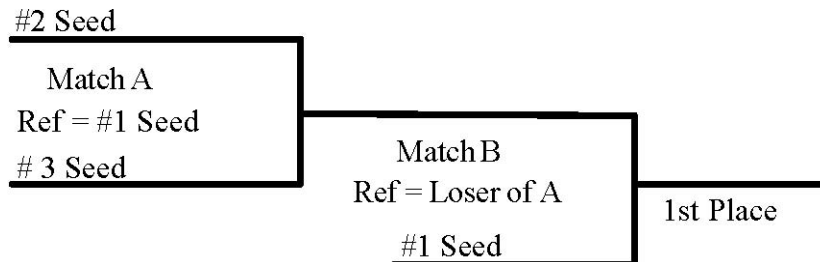 #2 Seed
Match A
Ref = #1 Seed
# 3 Seed
Match B
Ref = Loser of A
#1 Seed
1st Place